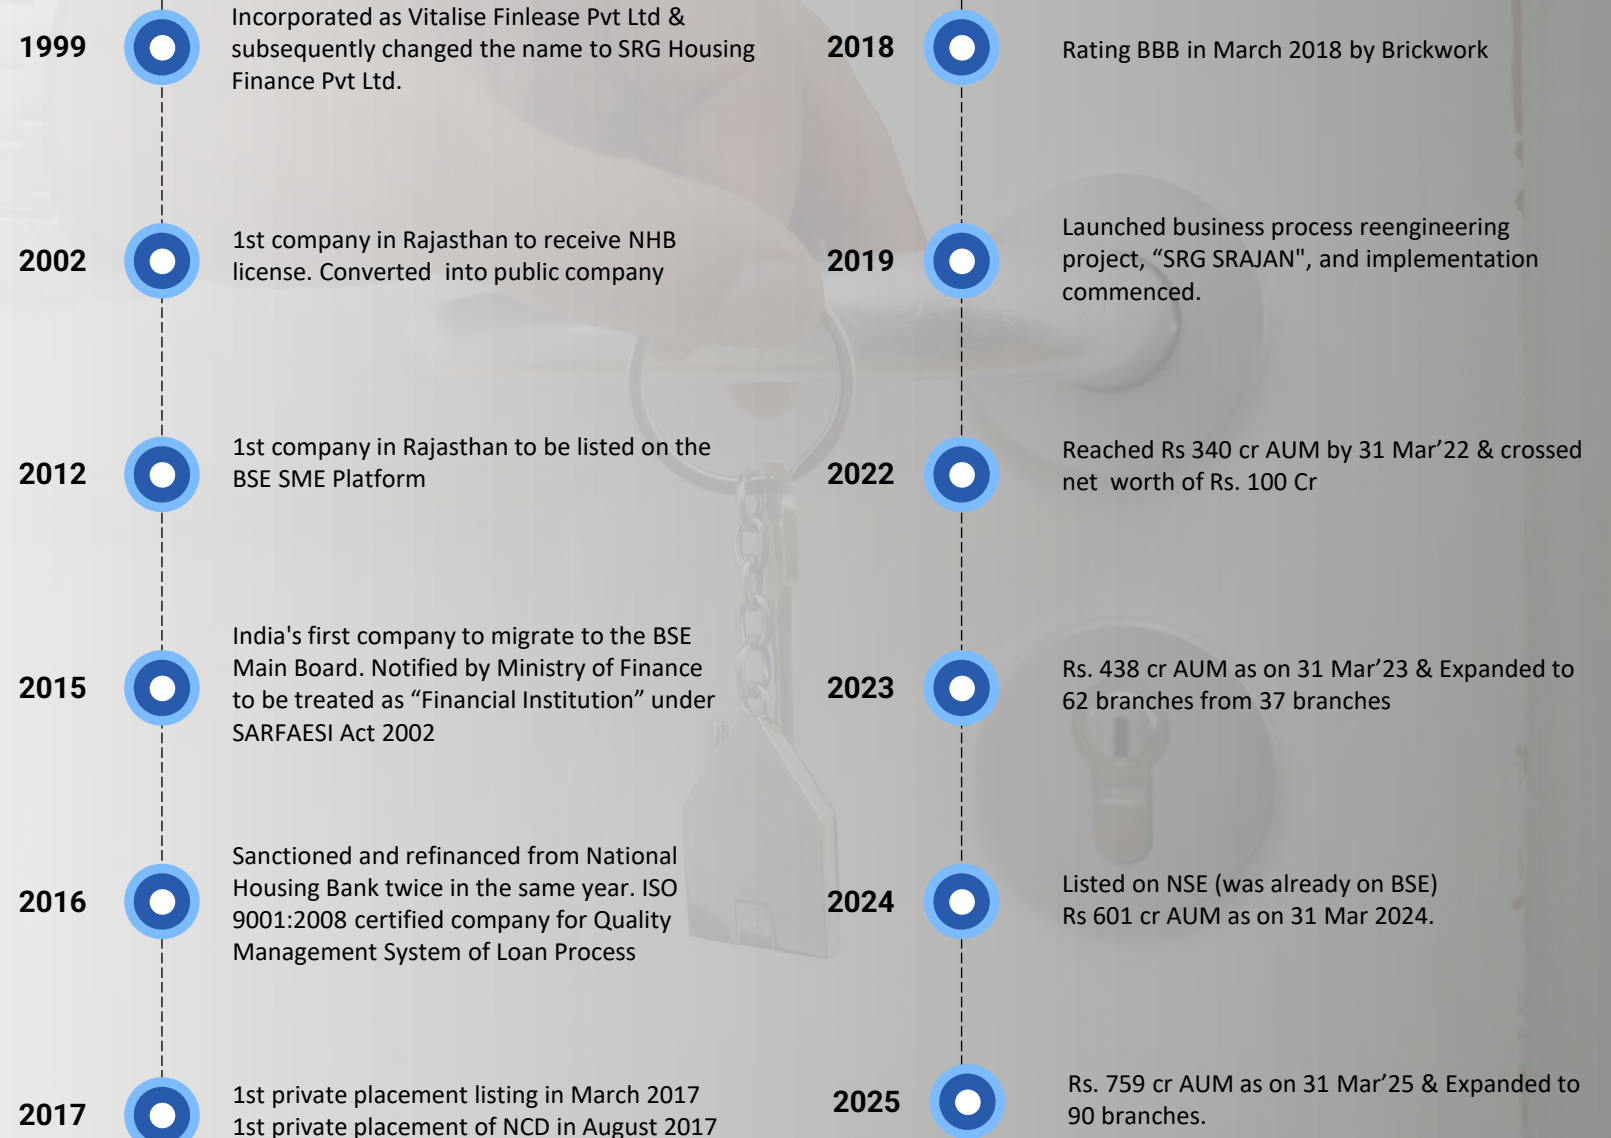 1999
Incorporated as Vitalise Finlease Pvt Ltd &
subsequently changed the name to SRG Housing
Finance Pvt Ltd.
2002
1st company in Rajasthan to receive NHB
license. Converted  into public company
2012
1st company in Rajasthan to be listed on the
BSE SME Platform
2015
India's first company to migrate to the BSE
Main Board. Notified by Ministry of Finance
to be treated as “Financial Institution” under
SARFAESI Act 2002
2016
Sanctioned and refinanced from National
Housing Bank twice in the same year. ISO
9001:2008 certified company for Quality
Management System of Loan Process
2017
1st private placement listing in March 2017
1st private placement of NCD in August 2017
2018
Rating BBB in March 2018 by Brickwork
2019
Launched business process reengineering
project, “SRG SRAJAN", and implementation
commenced.
2022
Reached Rs 340 cr AUM by 31 Mar’22 & crossed
net  worth of Rs. 100 Cr
2023
Rs. 438 cr AUM as on 31 Mar’23 & Expanded to
62 branches from 37 branches
2024
Listed on NSE (was already on BSE)
Rs 601 cr AUM as on 31 Mar 2024.
2025
Rs. 759 cr AUM as on 31 Mar’25 & Expanded to
90 branches.